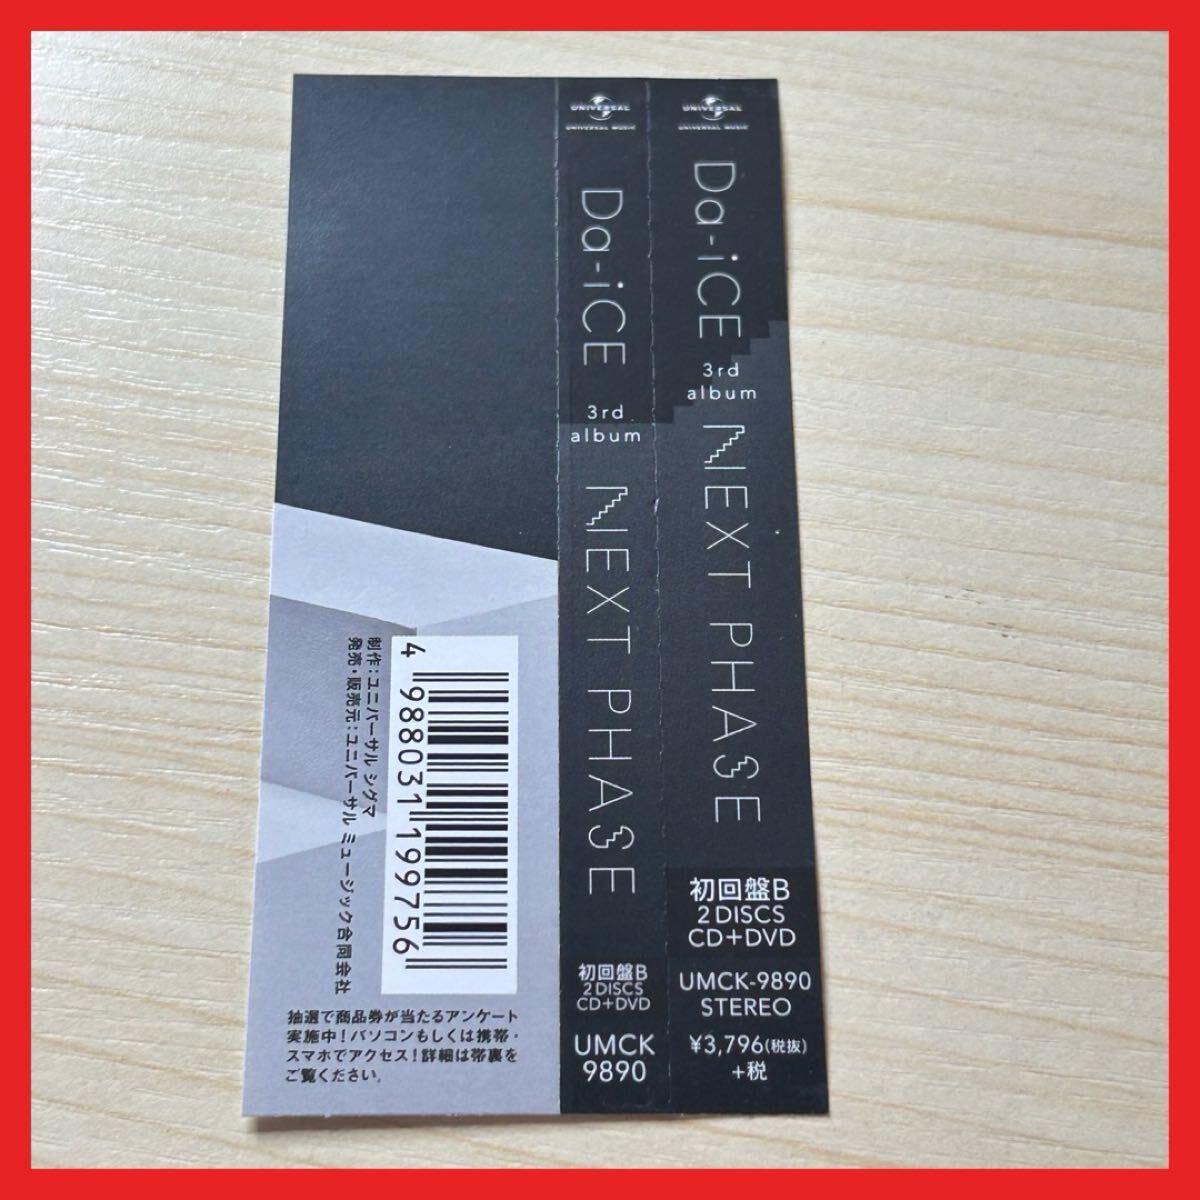 UNIVERSAL
UNIVERSAL MUSIC
Da-iCE
3rd
album
NEXT PHASE
初回盤B
2 DISCS
CD+DVD
UMCK-9890
STEREO
¥3,796(税抜)
+税
UNIVERSAL
UNIVERSAL MUSIC
Da-iCE
3rd
album
NEXT PHASE
初回盤B
2 DISCS
CD+DVD
UMCK
9890
4 988031 199756
制作：ユニバーサル シグマ
発売・販売元：ユニバーサル ミュージック合同会社
抽選で商品券が当たるアンケート
実施中！パソコンもしくは携帯・
スマホでアクセス！詳細は帯裏を
ご覧ください。